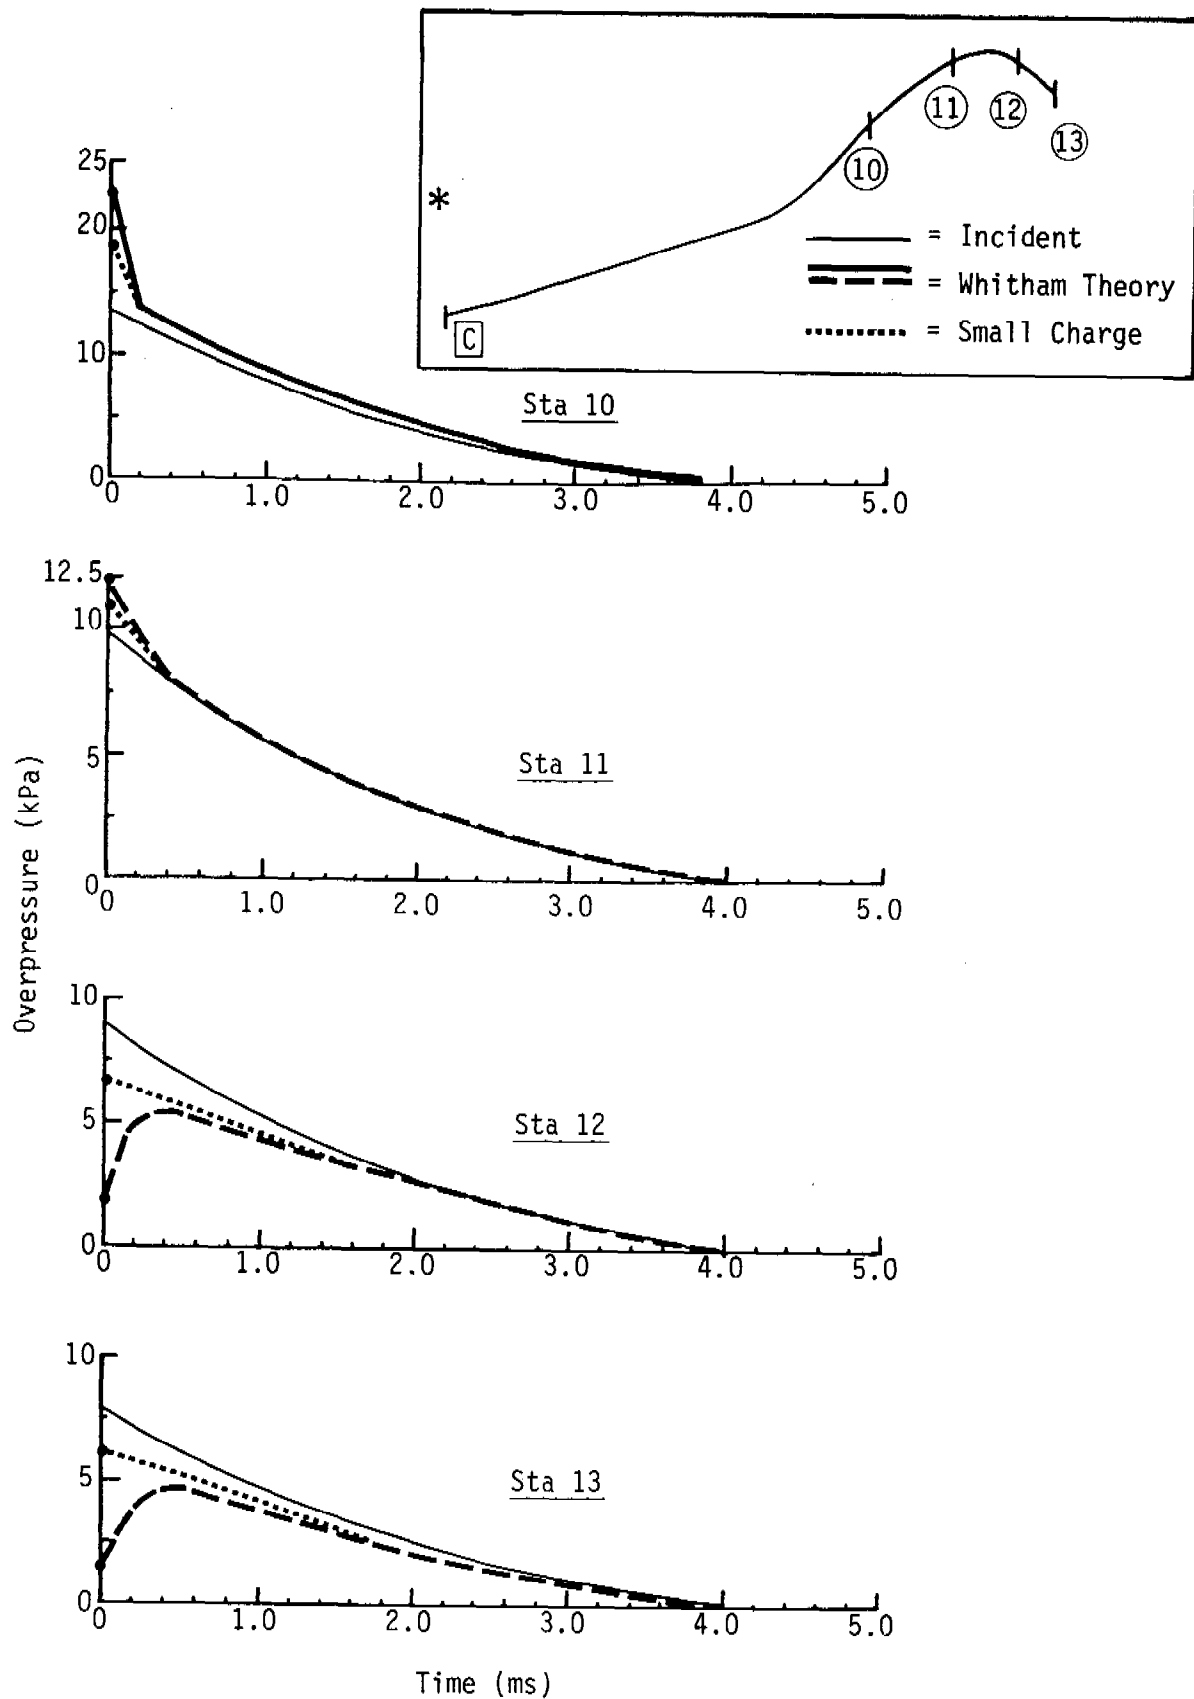 11
12
13
10
*
C
= Incident
= Whitham Theory
= Small Charge
25
20
10
0
Sta 10
0 1.0 2.0 3.0 4.0 5.0
Overpressure (kPa)
12.5
10
5
0
Sta 11
0 1.0 2.0 3.0 4.0 5.0
10
5
0
Sta 12
0 1.0 2.0 3.0 4.0 5.0
10
5
0
Sta 13
0 1.0 2.0 3.0 4.0 5.0
Time (ms)